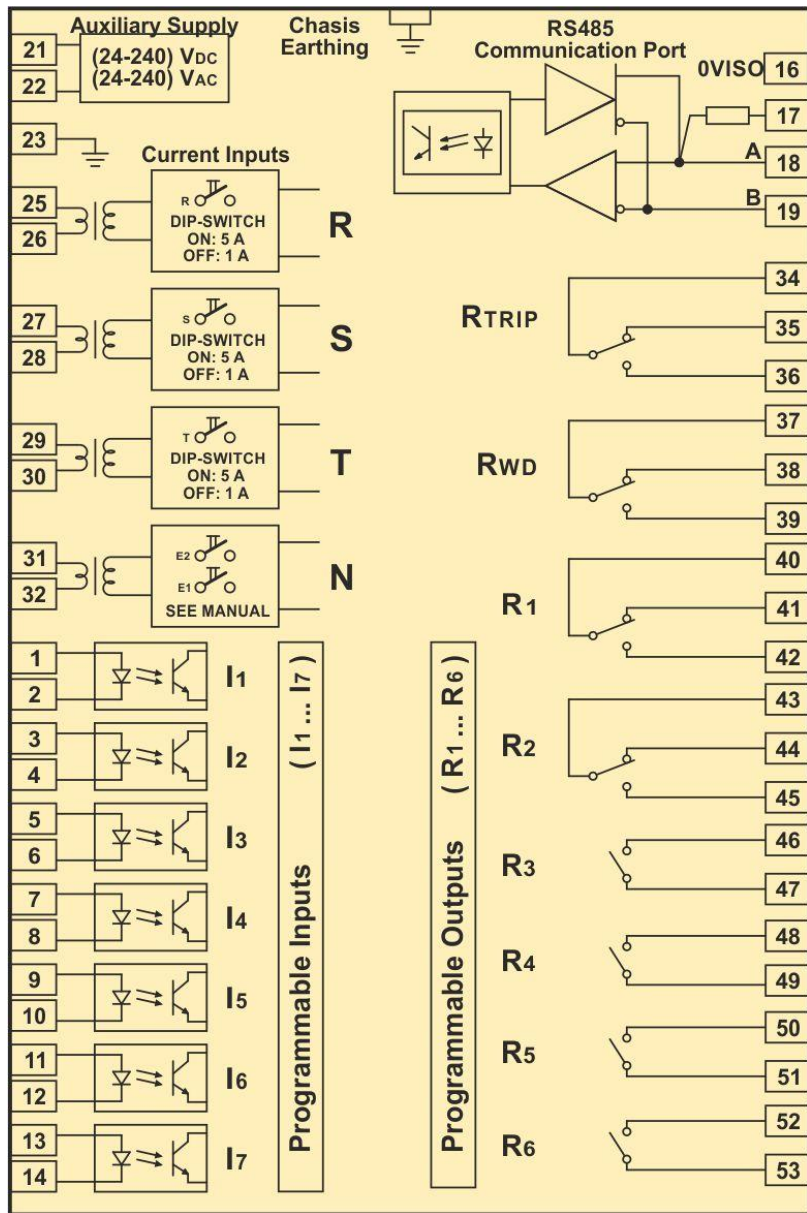 Auxiliary Supply
(24-240) VDC
(24-240) VAC
21
22
23
Chasis
Earthing
RS485
Communication Port
0VISO
16
17
A
18
B
19
Current Inputs
25
26
R
DIP-SWITCH
ON: 5 A
OFF: 1 A
R
27
28
S
DIP-SWITCH
ON: 5 A
OFF: 1 A
S
29
30
T
DIP-SWITCH
ON: 5 A
OFF: 1 A
T
31
32
E2
E1
SEE MANUAL
N
1
2
I1
3
4
I2
5
6
I3
7
8
I4
9
10
I5
11
12
I6
13
14
I7
Programmable Inputs ( I1 ... I7 )
Programmable Outputs ( R1 ... R6 )
RTRIP
34
35
36
RWD
37
38
39
R1
40
41
42
R2
43
44
45
R3
46
47
R4
48
49
R5
50
51
R6
52
53